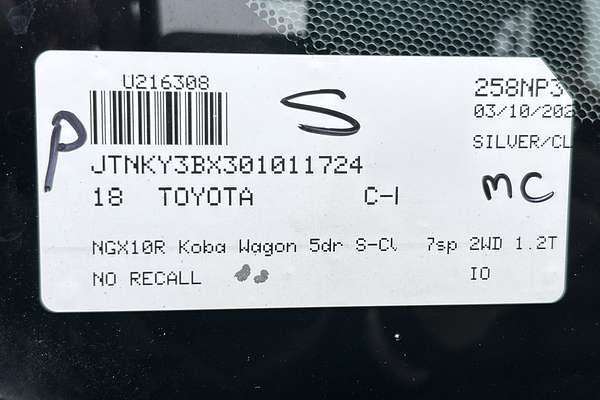 U216308
258NP3
03/10/202
P
S
SILVER/CL
JTNKY3BX301011724
18 TOYOTA C-
MC
NGX10R Koba Wagon 5dr S-CV 7sp 2WD 1.2T
NO RECALL
IO